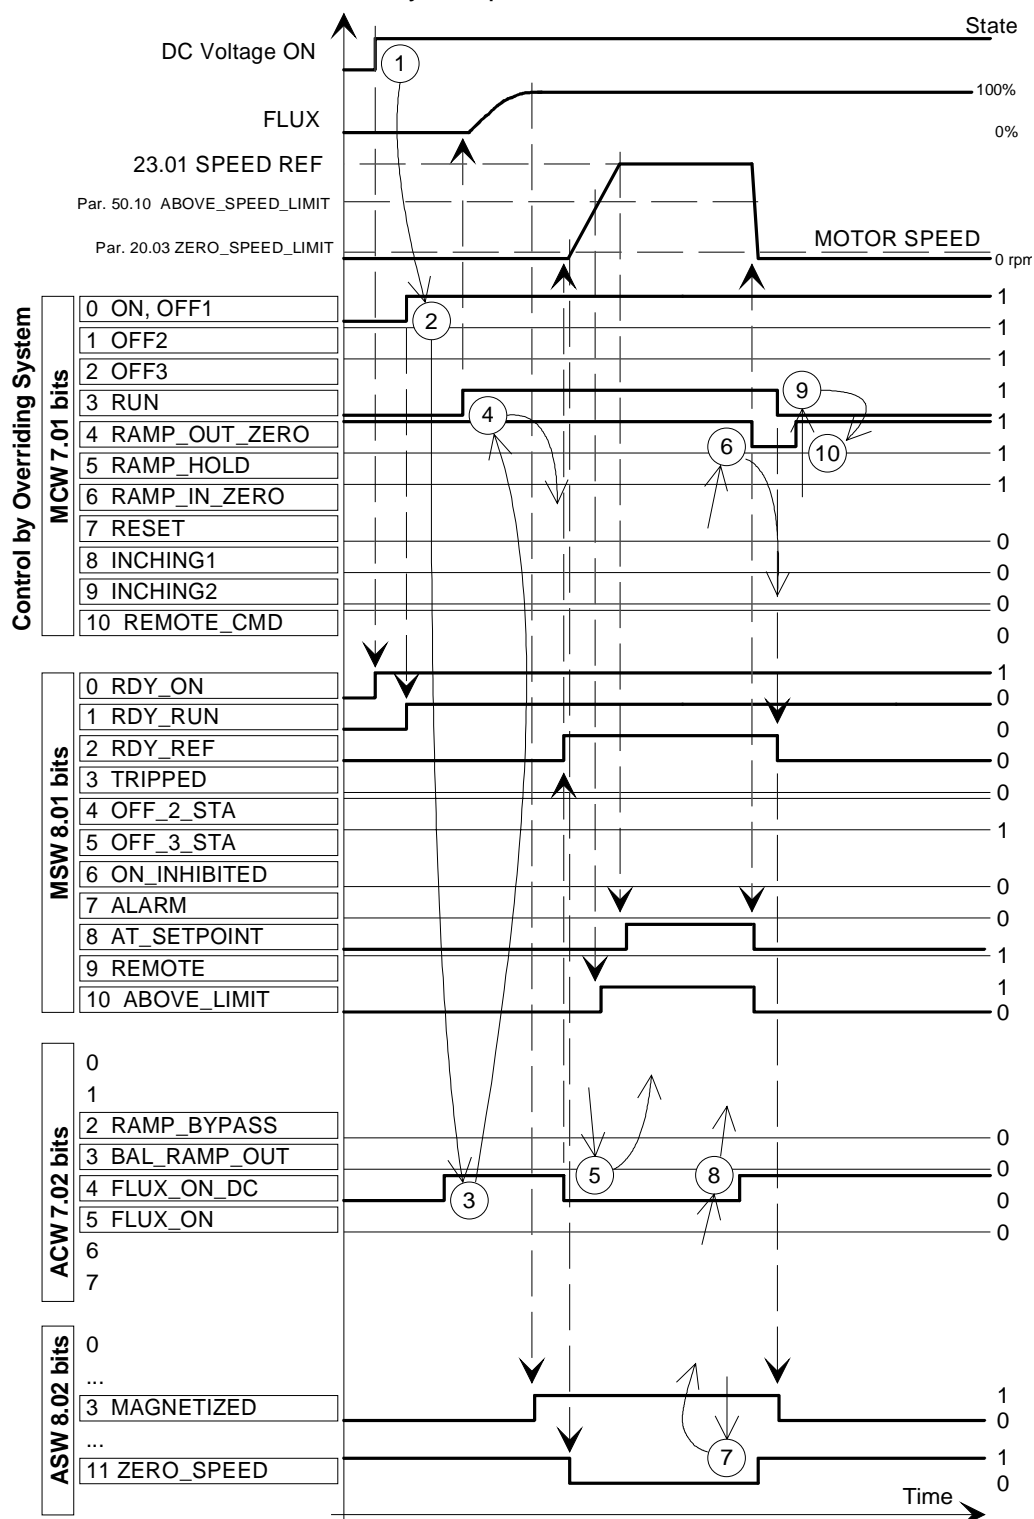 State
DC Voltage ON
1
100%
FLUX
0%
23.01 SPEED REF
Par. 50.10 ABOVE_SPEED_LIMIT
Par. 20.03 ZERO_SPEED_LIMIT
MOTOR SPEED
0 rpm
Control by Overriding System
MCW 7.01 bits
0 ON, OFF1
1
2
1 OFF2
1
2 OFF3
1
3 RUN
1
9
4
4 RAMP_OUT_ZERO
1
6
10
5 RAMP_HOLD
1
6 RAMP_IN_ZERO
1
7 RESET
0
8 INCHING1
0
9 INCHING2
0
10 REMOTE_CMD
0
MSW 8.01 bits
1
0 RDY_ON
0
1 RDY_RUN
0
2 RDY_REF
0
3 TRIPPED
0
4 OFF_2_STA
1
5 OFF_3_STA
6 ON_INHIBITED
0
7 ALARM
0
8 AT_SETPOINT
1
9 REMOTE
1
10 ABOVE_LIMIT
0
ACW 7.02 bits
0
1
2 RAMP_BYPASS
0
3 BAL_RAMP_OUT
0
5
8
4 FLUX_ON_DC
0
3
5 FLUX_ON
0
6
7
ASW 8.02 bits
0
...
3 MAGNETIZED
1
0
...
7
11 ZERO_SPEED
1
0
Time